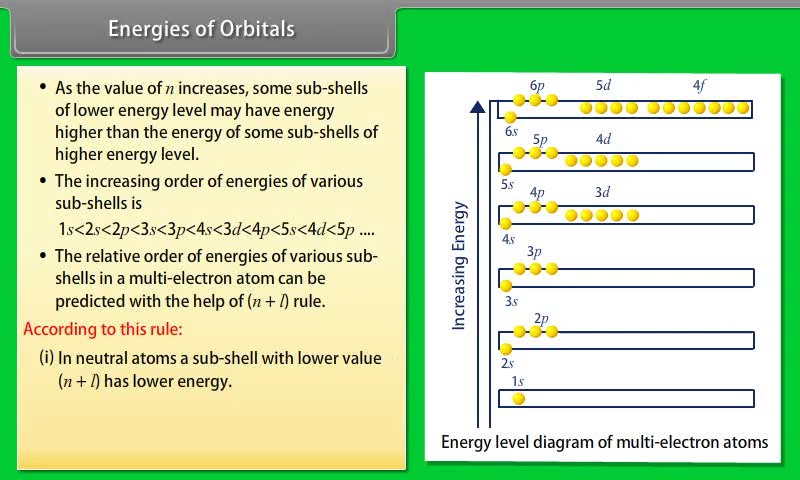 Energies of Orbitals
• As the value of n increases, some sub-shells
of lower energy level may have energy
higher than the energy of some sub-shells of
higher energy level.
• The increasing order of energies of various
sub-shells is
1s<2s<2p<3s<3p<4s<3d<4p<5s<4d<5p ....
• The relative order of energies of various sub-
shells in a multi-electron atom can be
predicted with the help of (n + l) rule.
According to this rule:
(i) In neutral atoms a sub-shell with lower value
(n + l) has lower energy.
Increasing Energy
6p 5d 4f
6s
5p 4d
5s
4p 3d
4s
3p
3s
2p
2s
1s
Energy level diagram of multi-electron atoms